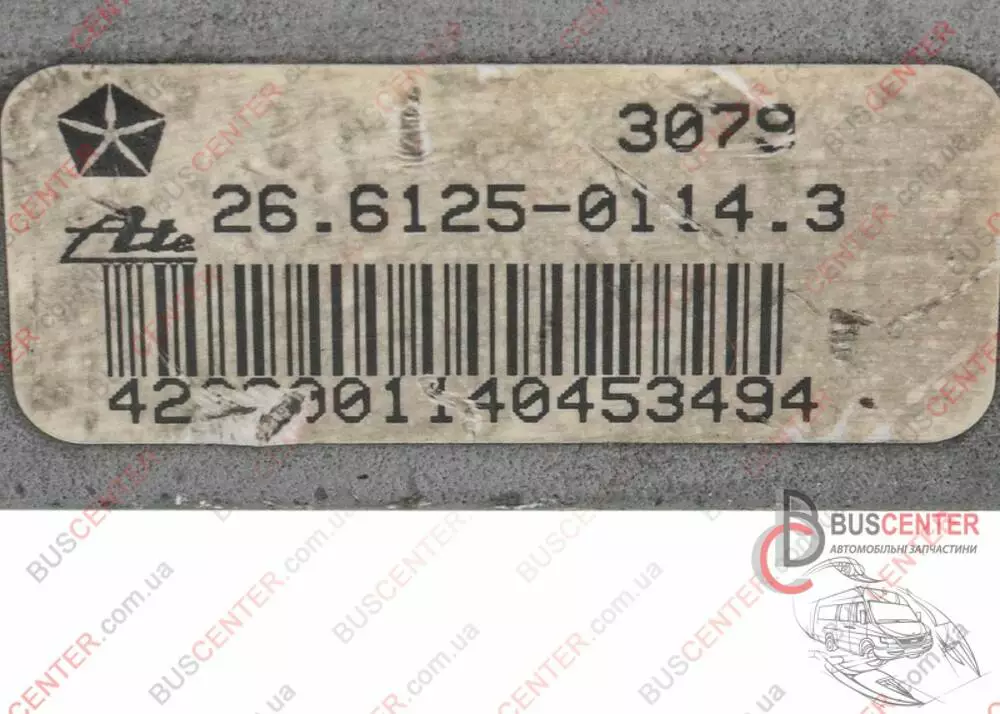 3079
Ate 26.6125-0114.3
BUSCENTER
АВТОМОБІЛЬНІ ЗАПЧАСТИНИ
BUSCENTER.com.ua